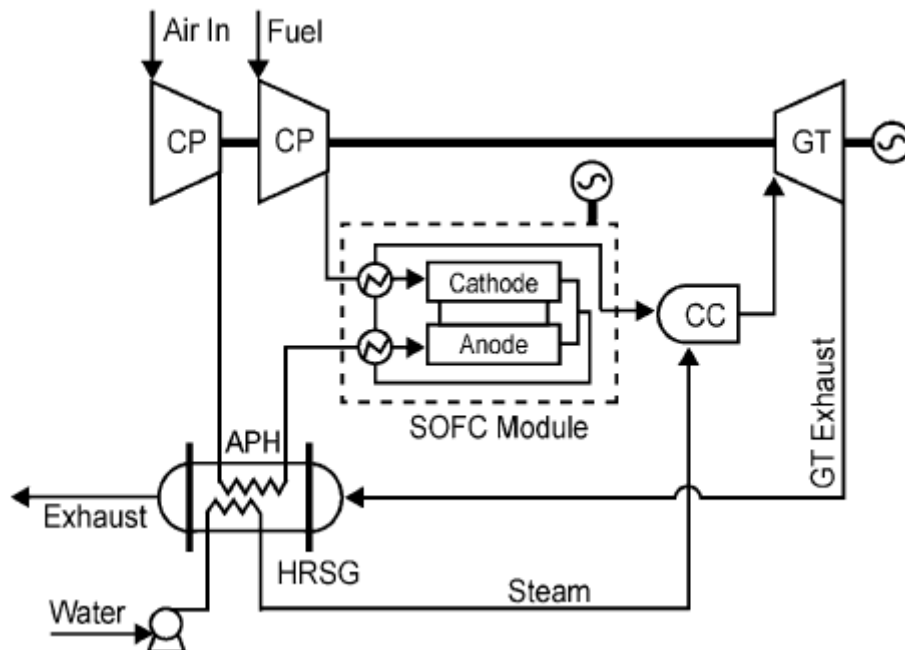 Air In
Fuel
CP
CP
GT
Cathode
Anode
CC
SOFC Module
GT Exhaust
APH
Exhaust
HRSG
Steam
Water